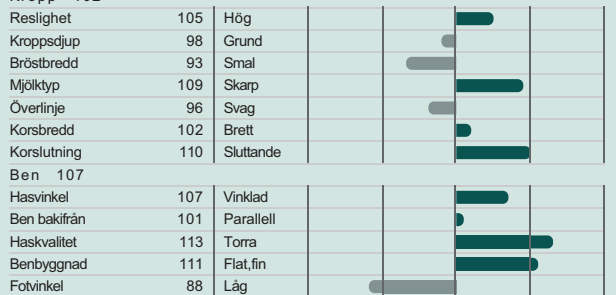 Reslighet 105 Hög
Kroppsdjup 98 Grund
Bröstbredd 93 Smal
Mjölktyp 109 Skarp
Överlinje 96 Svag
Korsbredd 102 Brett
Korslutning 110 Sluttande
Ben 107
Hasvinkel 107 Vinklad
Ben bakifrån 101 Parallell
Haskvalitet 113 Torra
Benbyggnad 111 Flat,fin
Fotvinkel 88 Låg